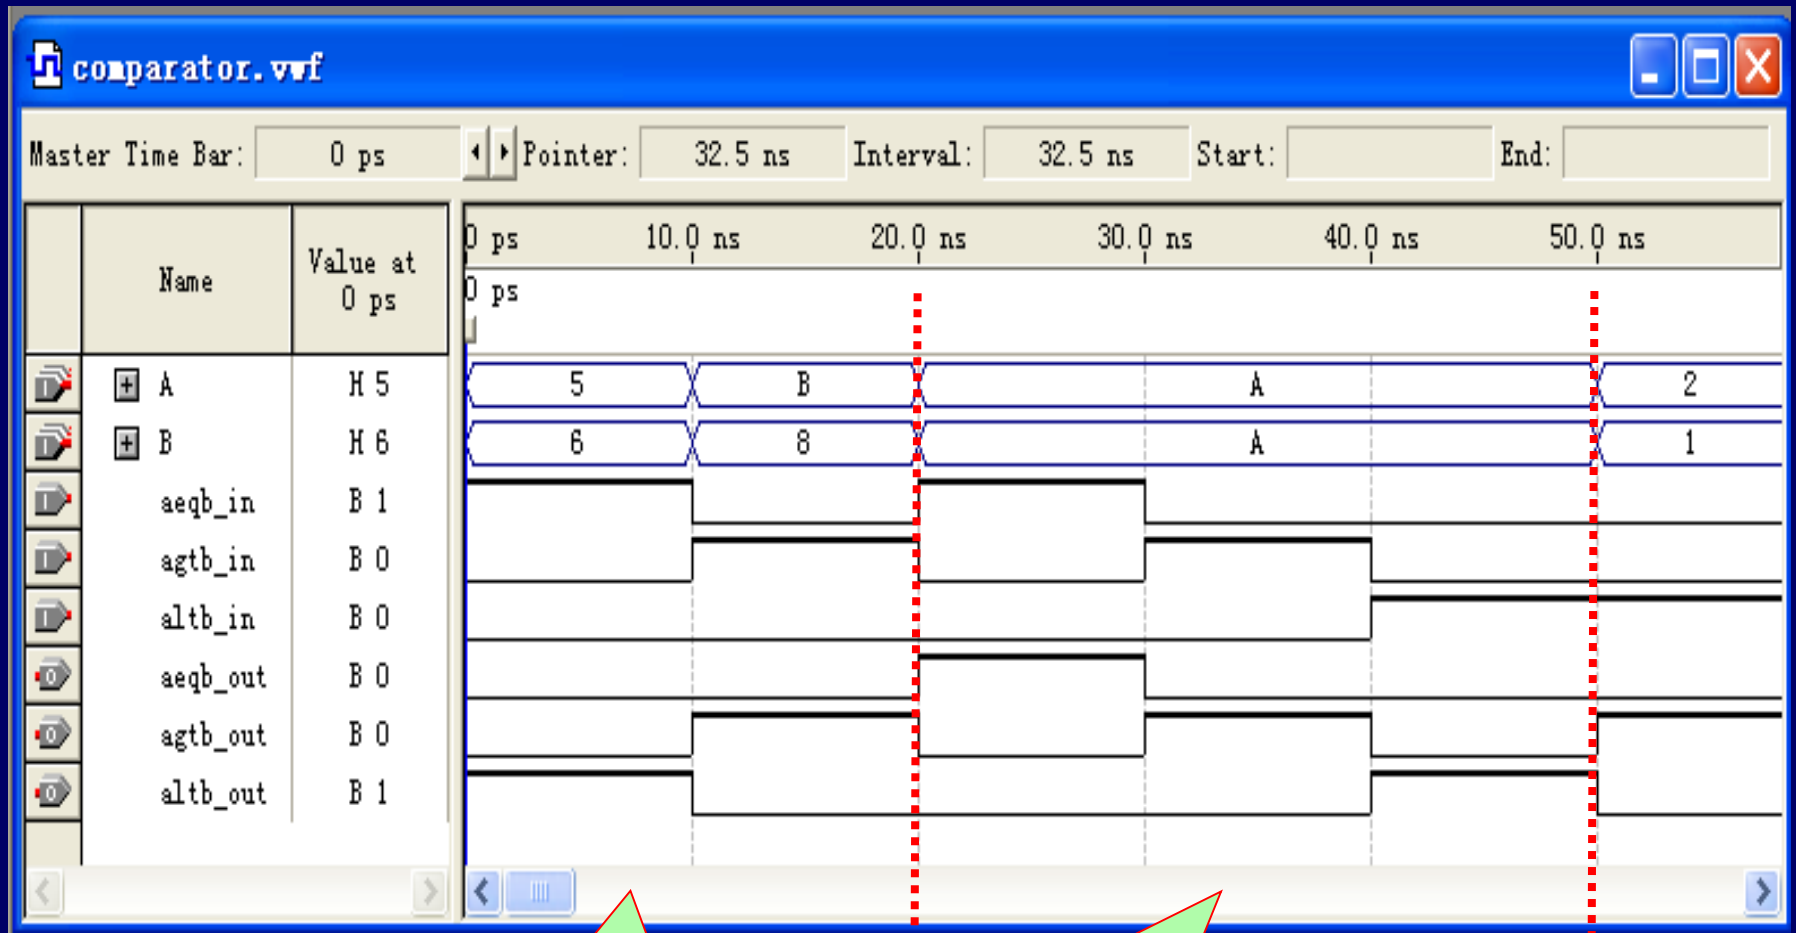 comparator.vwf
Master Time Bar: 0 ps Pointer: 32.5 ns Interval: 32.5 ns Start: End:
Name Value at 0 ps
0 ps 10.0 ns 20.0 ns 30.0 ns 40.0 ns 50.0 ns
0 ps
A H 5 5 B A 2
B H 6 6 8 A 1
aeqb_in B 1
agtb_in B 0
altb_in B 0
aeqb_out B 0
agtb_out B 0
altb_out B 1